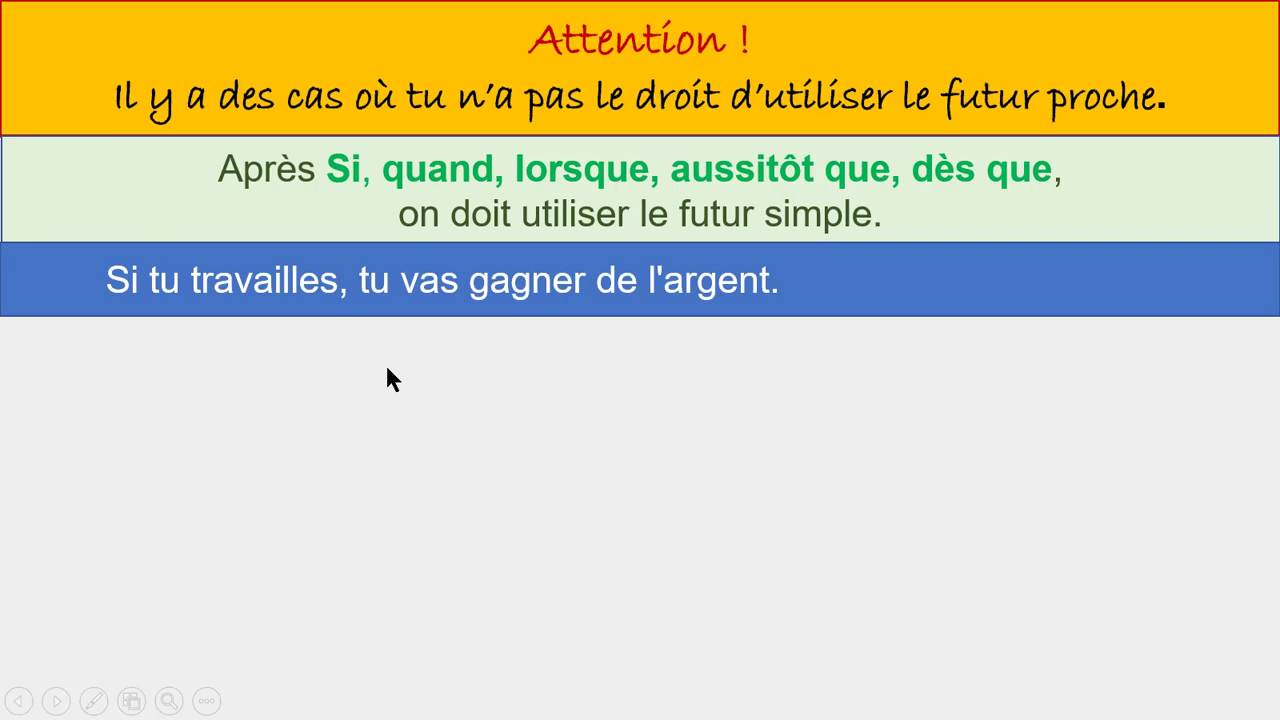 Attention !
Il y a des cas où tu n’a pas le droit d’utiliser le futur proche.
Après Si, quand, lorsque, aussitôt que, dès que,
on doit utiliser le futur simple.
Si tu travailles, tu vas gagner de l'argent.